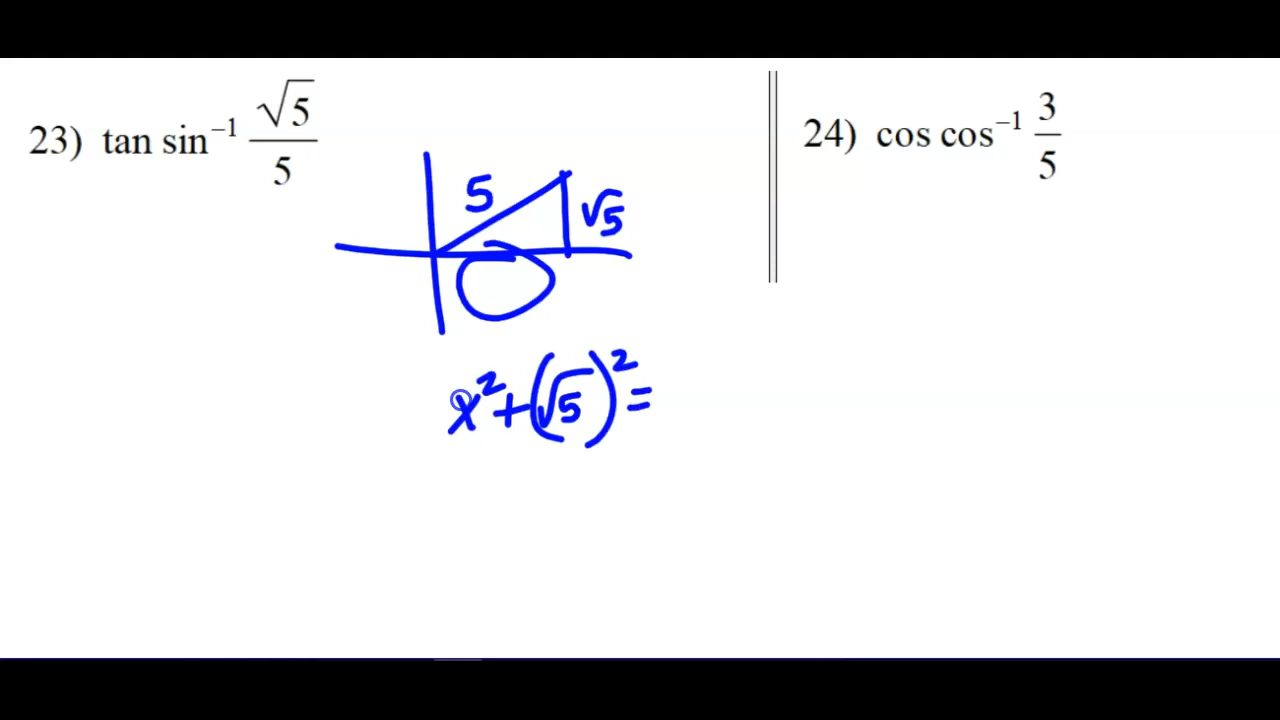 23) tan sin⁻¹ √5/5
5
√5
x² + (√5)² =
24) cos cos⁻¹ 3/5